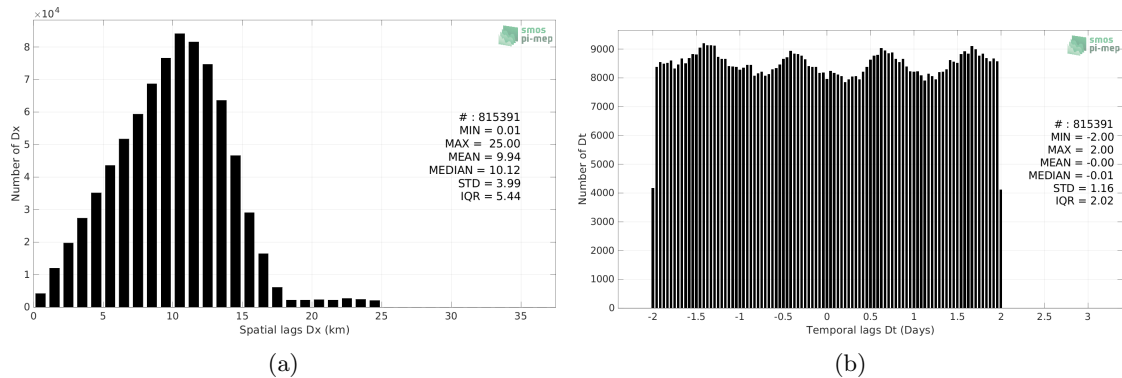 ×10⁴
8
7
6
5
4
3
2
1
0
Number of Dx
0 5 10 15 20 25 30 35
Spatial lags Dx (km)
smos
pi-mep
# : 815391
MIN = 0.01
MAX = 25.00
MEAN = 9.94
MEDIAN = 10.12
STD = 3.99
IQR = 5.44
(a)
9000
8000
7000
6000
5000
4000
3000
2000
1000
0
Number of Dt
-2 -1.5 -1 -0.5 0 0.5 1 1.5 2 2.5 3
Temporal lags Dt (Days)
smos
pi-mep
# : 815391
MIN = -2.00
MAX = 2.00
MEAN = -0.00
MEDIAN = -0.01
STD = 1.16
IQR = 2.02
(b)